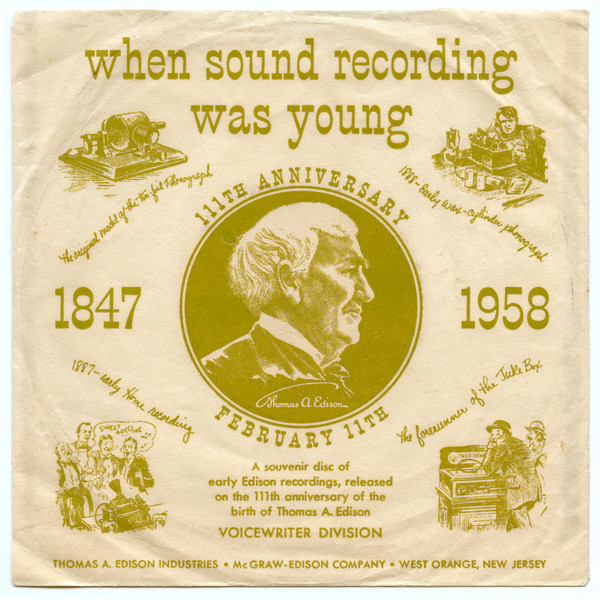 when sound recording
was young
The original model of the tin-foil Phonograph
1888-Early wax-cylinder phonograph
111TH ANNIVERSARY
1847
1958
Thomas A Edison
FEBRUARY 11TH
1887-early Home recording
the forerunner of the Juke Box
SWEET ADELINE
A souvenir disc of
early Edison recordings, released
on the 111th anniversary of the
birth of Thomas A. Edison
VOICEWRITER DIVISION
THOMAS A. EDISON INDUSTRIES • McGRAW-EDISON COMPANY • WEST ORANGE, NEW JERSEY